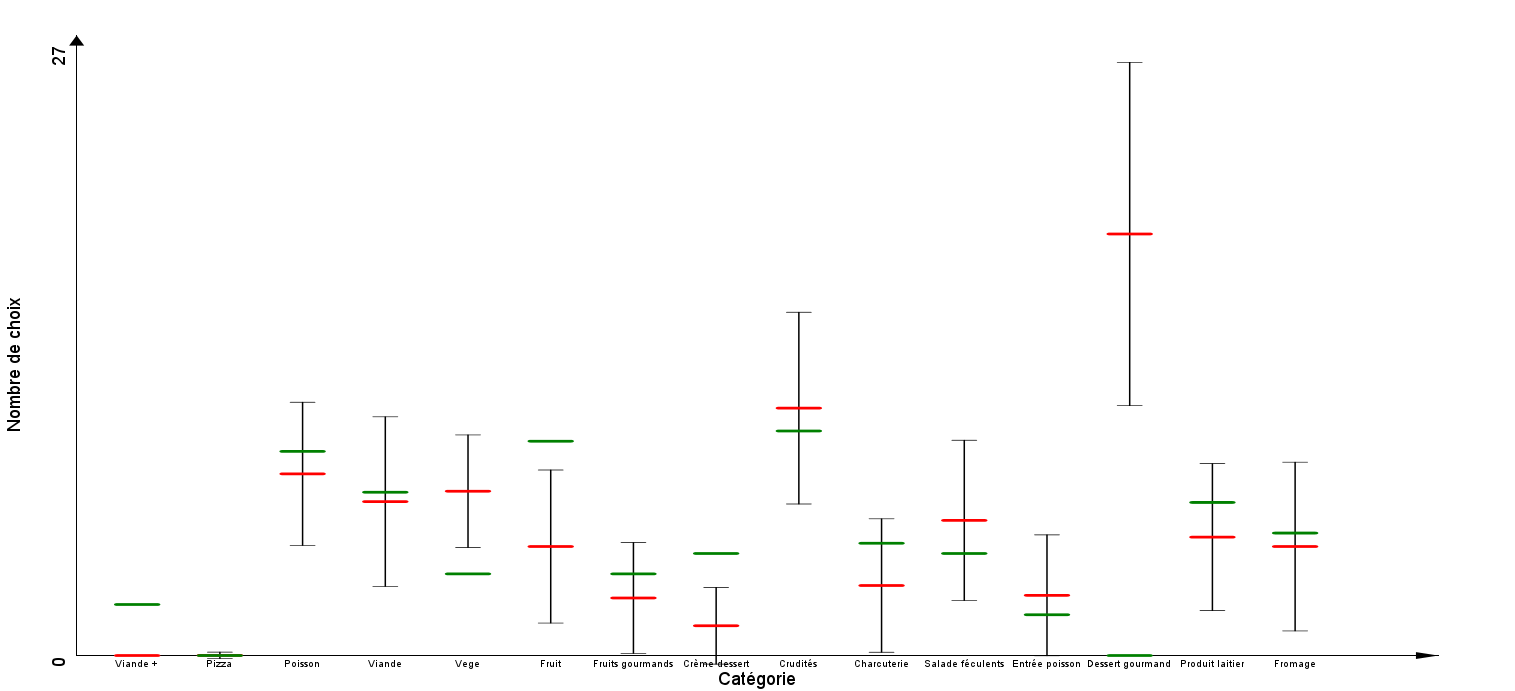 27
Nombre de choix
0
Viande +
Pizza
Poisson
Viande
Vege
Fruit
Fruits gourmands
Crème dessert
Crudités
Charcuterie
Salade féculents
Entrée poisson
Dessert gourmand
Produit laitier
Fromage
Catégorie